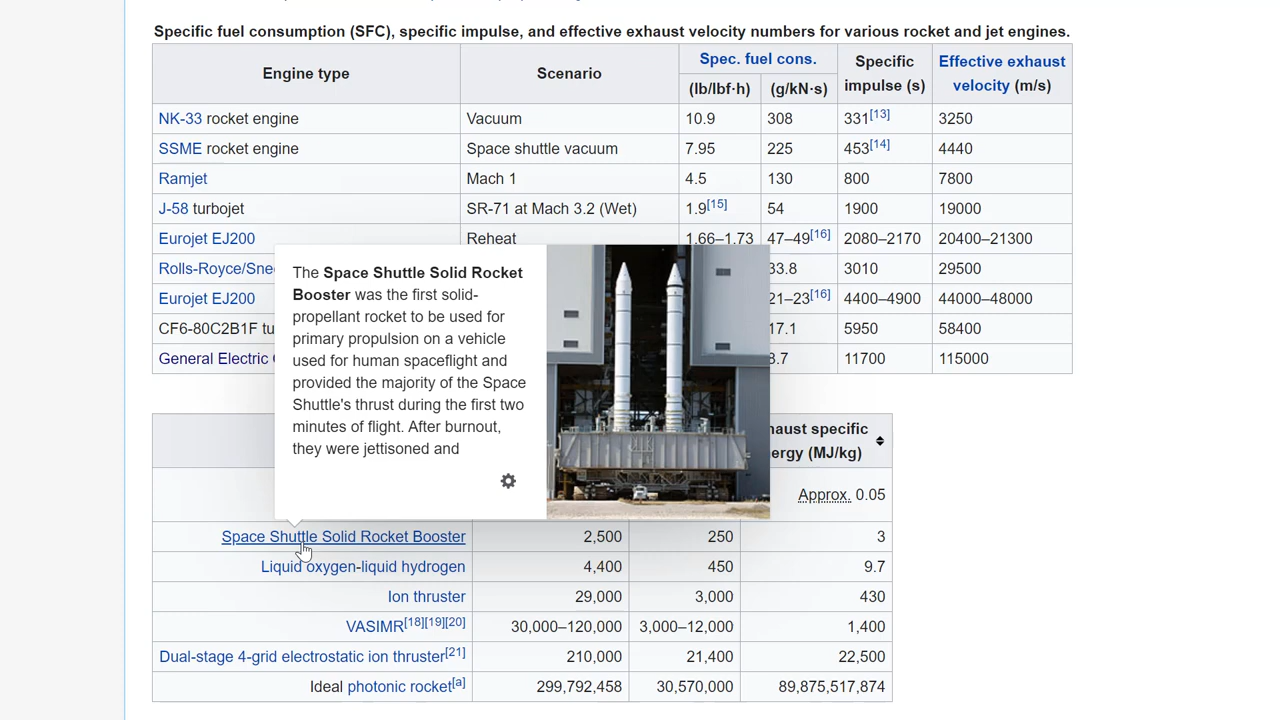 Specific fuel consumption (SFC), specific impulse, and effective exhaust velocity numbers for various rocket and jet engines.
Engine type Scenario Spec. fuel cons. Specific impulse (s) Effective exhaust velocity (m/s)
(lb/lbf·h) (g/kN·s)
NK-33 rocket engine Vacuum 10.9 308 331[13] 3250
SSME rocket engine Space shuttle vacuum 7.95 225 453[14] 4440
Ramjet Mach 1 4.5 130 800 7800
J-58 turbojet SR-71 at Mach 3.2 (Wet) 1.9[15] 54 1900 19000
Eurojet EJ200 Reheat 1.66–1.73 47–49[16] 2080–2170 20400–21300
Rolls-Royce/Sne 33.8 3010 29500
Eurojet EJ200 21–23[16] 4400–4900 44000–48000
CF6-80C2B1F tu 17.1 5950 58400
General Electric 8.7 11700 115000
The Space Shuttle Solid Rocket
Booster was the first solid-
propellant rocket to be used for
primary propulsion on a vehicle
used for human spaceflight and
provided the majority of the Space
Shuttle's thrust during the first two
minutes of flight. After burnout,
they were jettisoned and
specific
(MJ/kg)
Approx. 0.05
Space Shuttle Solid Rocket Booster 2,500 250 3
Liquid oxygen-liquid hydrogen 4,400 450 9.7
Ion thruster 29,000 3,000 430
VASIMR[18][19][20] 30,000–120,000 3,000–12,000 1,400
Dual-stage 4-grid electrostatic ion thruster[21] 210,000 21,400 22,500
Ideal photonic rocket[a] 299,792,458 30,570,000 89,875,517,874